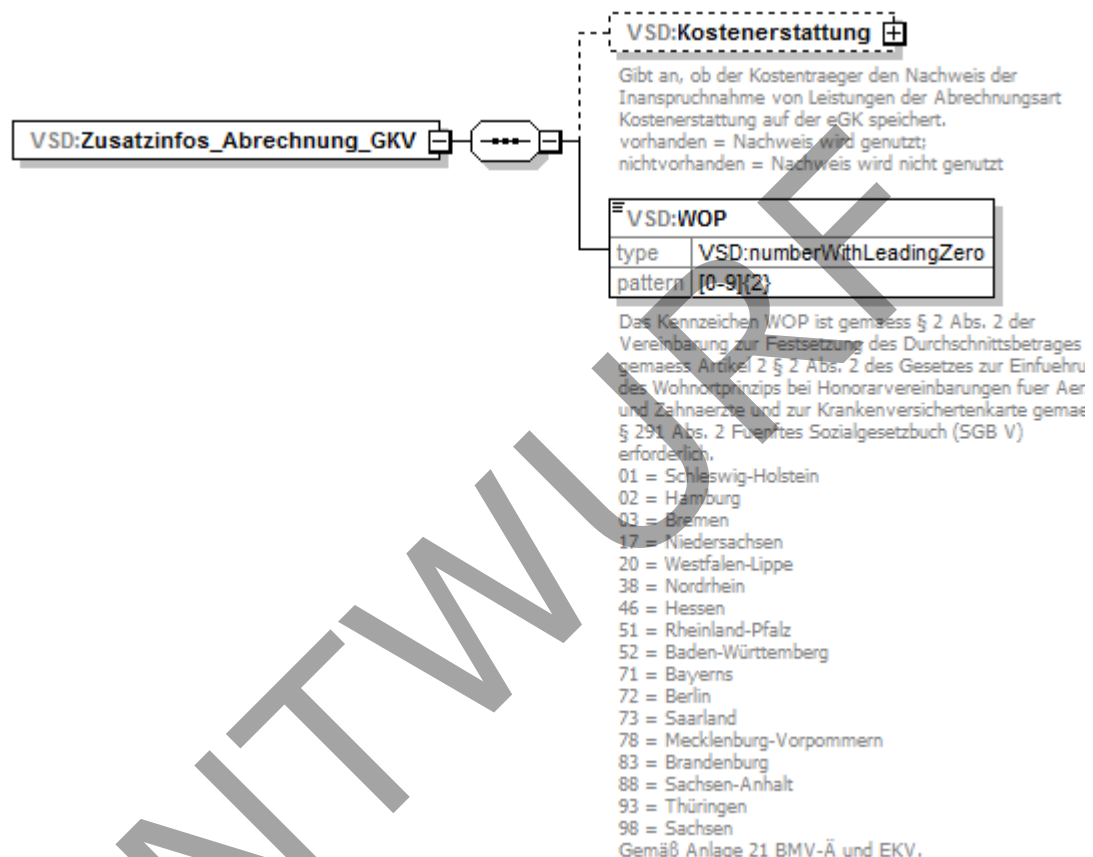 VSD:Kostenerstattung
Gibt an, ob der Kostentraeger den Nachweis der
Inanspruchnahme von Leistungen der Abrechnungsart
Kostenerstattung auf der eGK speichert.
vorhanden = Nachweis wird genutzt;
nichtvorhanden = Nachweis wird nicht genutzt
VSD:Zusatzinfos_Abrechnung_GKV
VSD:WOP
type VSD:numberWithLeadingZero
pattern [0-9]{2}
Das Kennzeichen WOP ist gemaess § 2 Abs. 2 der
Vereinbarung zur Festsetzung des Durchschnittsbetrages
gemaess Artikel 2 § 2 Abs. 2 des Gesetzes zur Einfuehru
des Wohnortprinzips bei Honorarvereinbarungen fuer Aer
und Zahnaerzte und zur Krankenversichertenkarte gemae
§ 291 Abs. 2 Fuenftes Sozialgesetzbuch (SGB V)
erforderlich.
01 = Schleswig-Holstein
02 = Hamburg
03 = Bremen
17 = Niedersachsen
20 = Westfalen-Lippe
38 = Nordrhein
46 = Hessen
51 = Rheinland-Pfalz
52 = Baden-Württemberg
71 = Bayerns
72 = Berlin
73 = Saarland
78 = Mecklenburg-Vorpommern
83 = Brandenburg
88 = Sachsen-Anhalt
93 = Thüringen
98 = Sachsen
Gemäß Anlage 21 BMV-Ä und EKV.
NTWURF